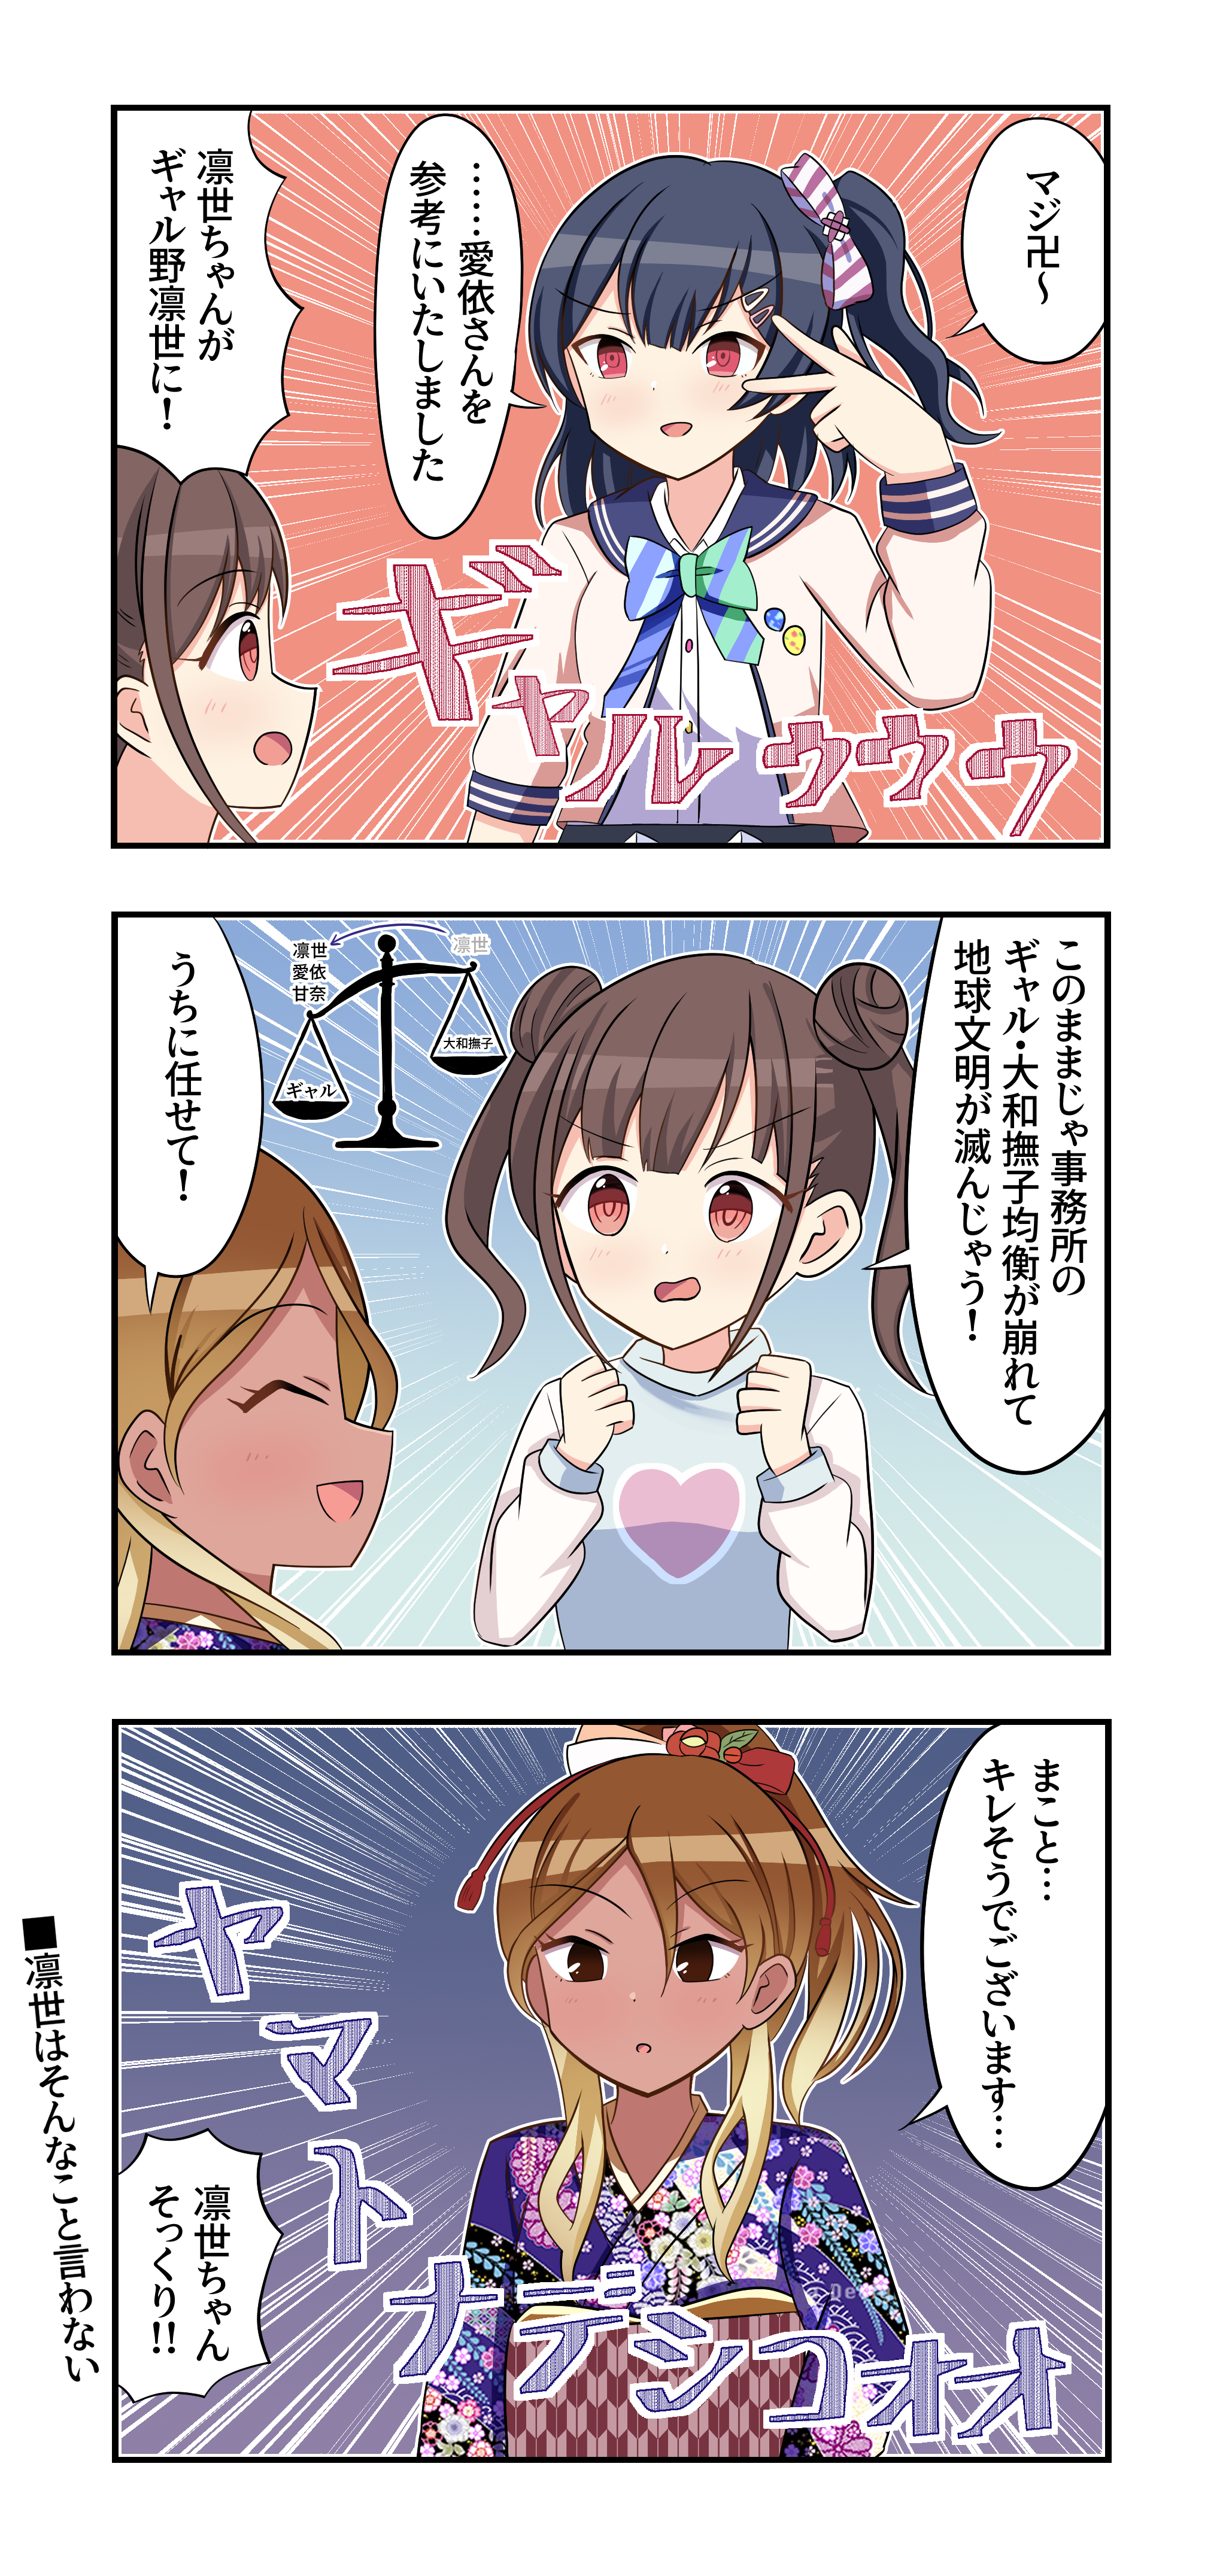 マジ卍～
……愛依さんを
参考にいたしました
凛世ちゃんが
ギャル野凛世に！
ギャルゥゥゥ
このままじゃ事務所の
ギャル・大和撫子均衡が崩れて
地球文明が滅んじゃう！
凛世
凛世
愛依
甘奈
大和撫子
ギャル
うちに任せて！
まこと…
キレそうでございます…
ヤマトナデシコォオ
凛世ちゃん
そっくり!!
■凛世はそんなこと言わない